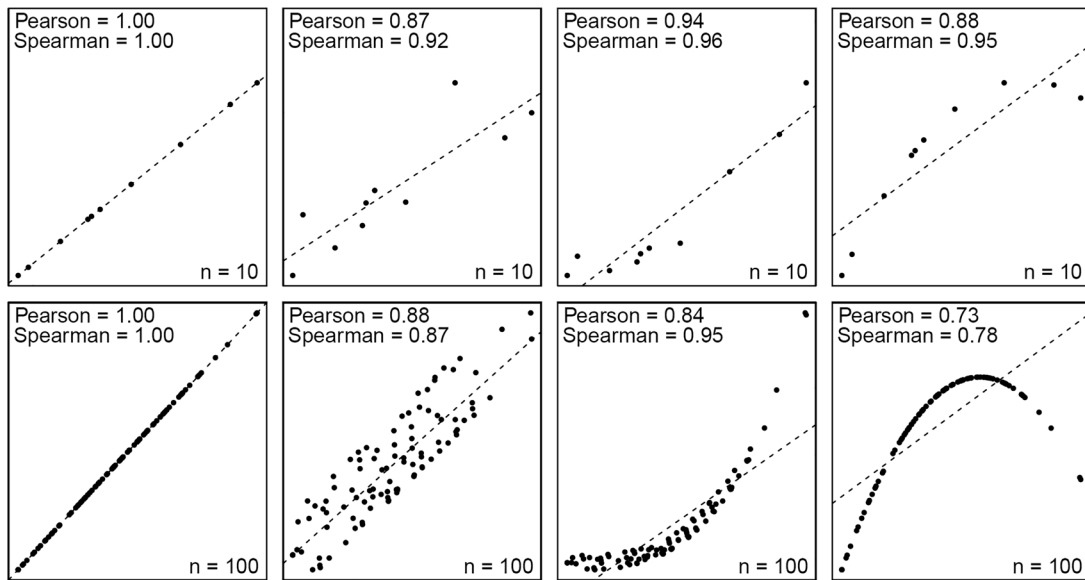 Pearson = 1.00
Spearman = 1.00
n = 10
Pearson = 0.87
Spearman = 0.92
n = 10
Pearson = 0.94
Spearman = 0.96
n = 10
Pearson = 0.88
Spearman = 0.95
n = 10
Pearson = 1.00
Spearman = 1.00
n = 100
Pearson = 0.88
Spearman = 0.87
n = 100
Pearson = 0.84
Spearman = 0.95
n = 100
Pearson = 0.73
Spearman = 0.78
n = 100